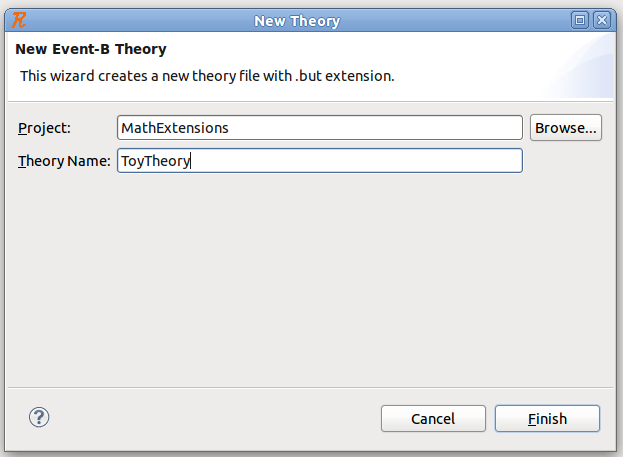 New Theory
New Event-B Theory
This wizard creates a new theory file with .but extension.
Project: MathExtensions Browse...
Theory Name: ToyTheory
? Cancel Finish